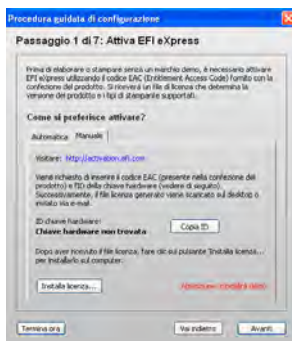 Procedura guidata di configurazione
Passaggio 1 di 7: Attiva EFI eXpress
Prima di elaborare o stampare senza un marchio demo, è necessario attivare
EFI eXpress utilizzando il codice EAC (Entitlement Access Code) fornito con la
confezione del prodotto. Si riceverà un file di licenza che determina la
versione del prodotto e i tipi di stampante supportati.
Come si preferisce attivare?
Automatica Manuale
Visitare: http://activation.efi.com
Viene richiesto di inserire il codice EAC (presente nella confezione del
prodotto) e l'ID della chiave hardware (vedere di seguito).
Successivamente, il file licenza generato viene scaricato sul desktop o
inviato via e-mail.
ID chiave hardware:
Chiave hardware non trovata
Copia ID
Dopo aver ricevuto il file licenza, fare clic sul pulsante 'Installa licenza...'
per installarlo sul computer.
Installa licenza...
demo
Termina ora
Vai indietro
Avanti